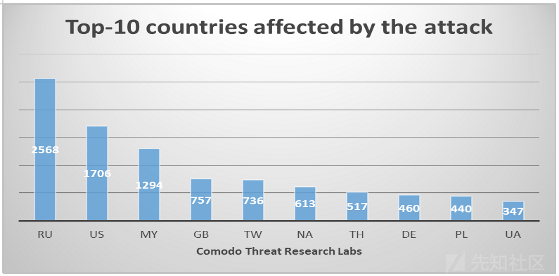 Top-10 countries affected by the attack
2568
1706
1294
757
736
613
517
460
440
347
RU
US
MY
GB
TW
NA
TH
DE
PL
UA
Comodo Threat Research Labs
先知社区